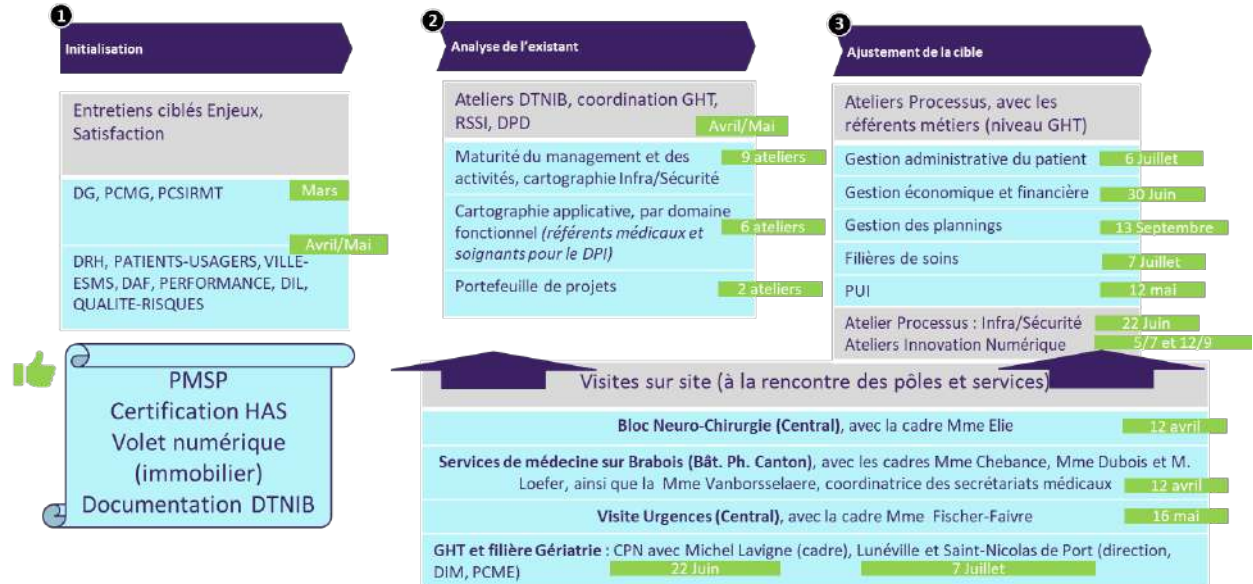 1
Initialisation
Entretiens ciblés Enjeux,
Satisfaction
DG, PCMG, PCSIRMT
Mars
Avril/Mai
DRH, PATIENTS-USAGERS, VILLE-
ESMS, DAF, PERFORMANCE, DIL,
QUALITE-RISQUES
PMSP
Certification HAS
Volet numérique
(immobilier)
Documentation DTNIB
2
Analyse de l'existant
Ateliers DTNIB, coordination GHT,
RSSI, DPD
Avril/Mai
Maturité du management et des
activités, cartographie Infra/Sécurité
9 ateliers
Cartographie applicative, par domaine
fonctionnel (référents médicaux et
soignants pour le DPI)
6 ateliers
Portefeuille de projets
2 ateliers
3
Ajustement de la cible
Ateliers Processus, avec les
référents métiers (niveau GHT)
Gestion administrative du patient
6 Juillet
Gestion économique et financière
30 Juin
Gestion des plannings
13 Septembre
Filières de soins
7 Juillet
PUI
12 mai
Atelier Processus : Infra/Sécurité
22 Juin
Ateliers Innovation Numérique
5/7 et 12/9
Visites sur site (à la rencontre des pôles et services)
Bloc Neuro-Chirurgie (Central), avec la cadre Mme Elie
12 avril
Services de médecine sur Brabois (Bât. Ph. Canton), avec les cadres Mme Chebance, Mme Dubois et M.
Loefer, ainsi que la Mme Vanborsselaere, coordinatrice des secrétariats médicaux
12 avril
Visite Urgences (Central), avec la cadre Mme Fischer-Faivre
16 mai
GHT et filière Gériatrie : CPN avec Michel Lavigne (cadre), Lunéville et Saint-Nicolas de Port (direction,
DIM, PCME)
22 Juin
7 Juillet